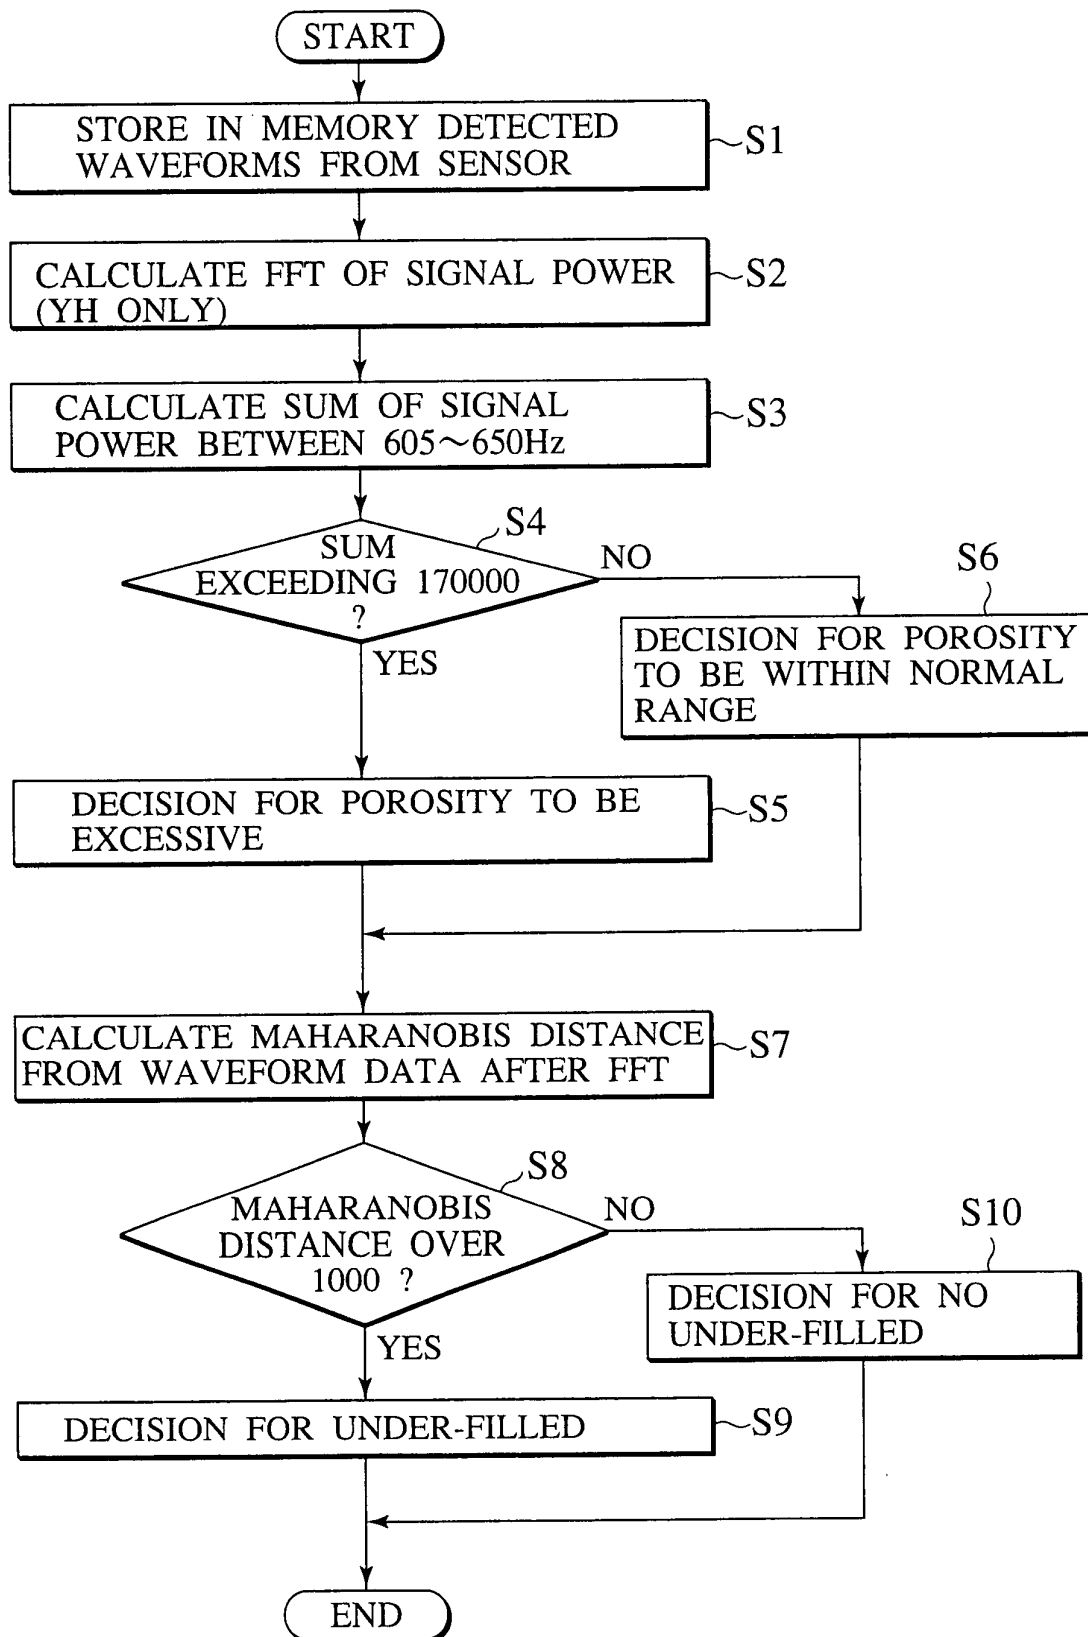 START
STORE IN MEMORY DETECTED
WAVEFORMS FROM SENSOR
S1
CALCULATE FFT OF SIGNAL POWER
(YH ONLY)
S2
CALCULATE SUM OF SIGNAL
POWER BETWEEN 605~650Hz
S3
S4
SUM
EXCEEDING 170000
?
NO
YES
S6
DECISION FOR POROSITY
TO BE WITHIN NORMAL
RANGE
DECISION FOR POROSITY TO BE
EXCESSIVE
S5
CALCULATE MAHARANOBIS DISTANCE
FROM WAVEFORM DATA AFTER FFT
S7
S8
MAHARANOBIS
DISTANCE OVER
1000 ?
NO
YES
S10
DECISION FOR NO
UNDER-FILLED
DECISION FOR UNDER-FILLED
S9
END